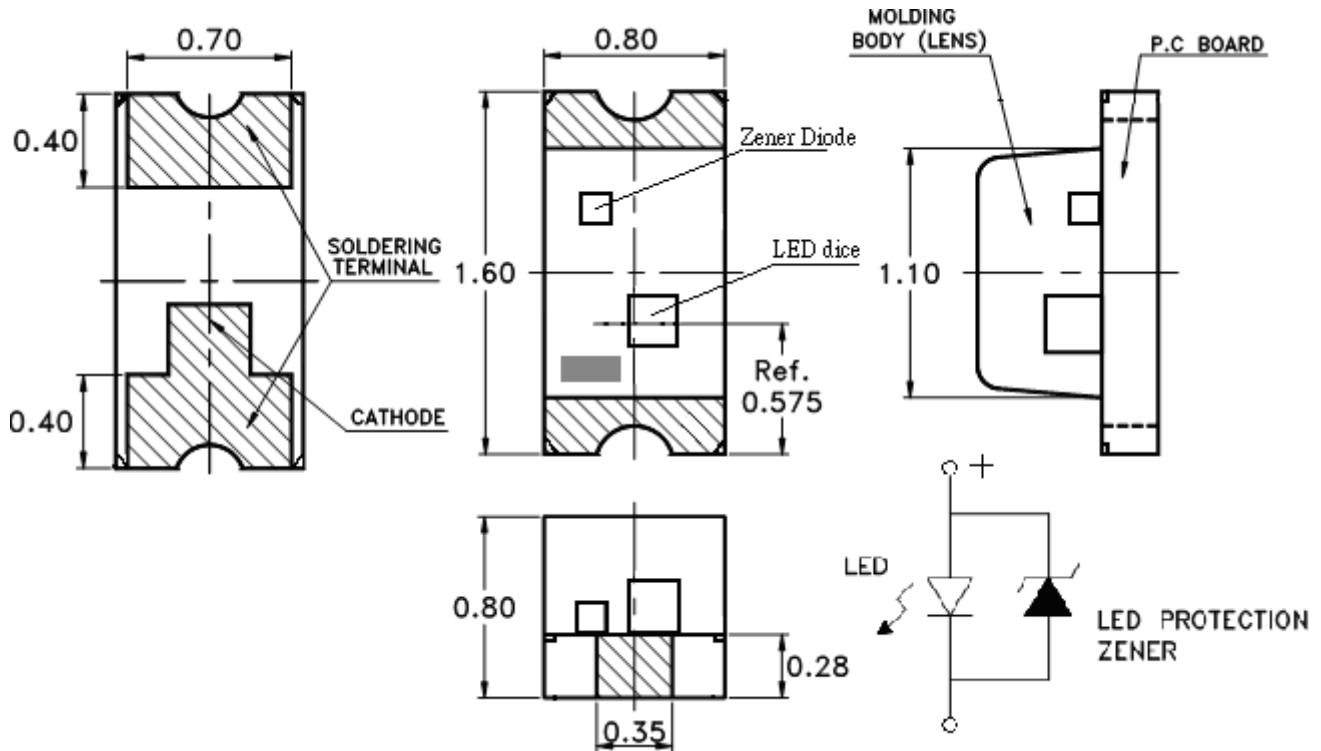 0.70
0.40
SOLDERING
TERMINAL
0.40
CATHODE
0.80
Zener Diode
1.60
LED dice
Ref.
0.575
MOLDING
BODY (LENS)
P.C BOARD
1.10
0.80
0.28
0.35
+
LED
LED PROTECTION
ZENER